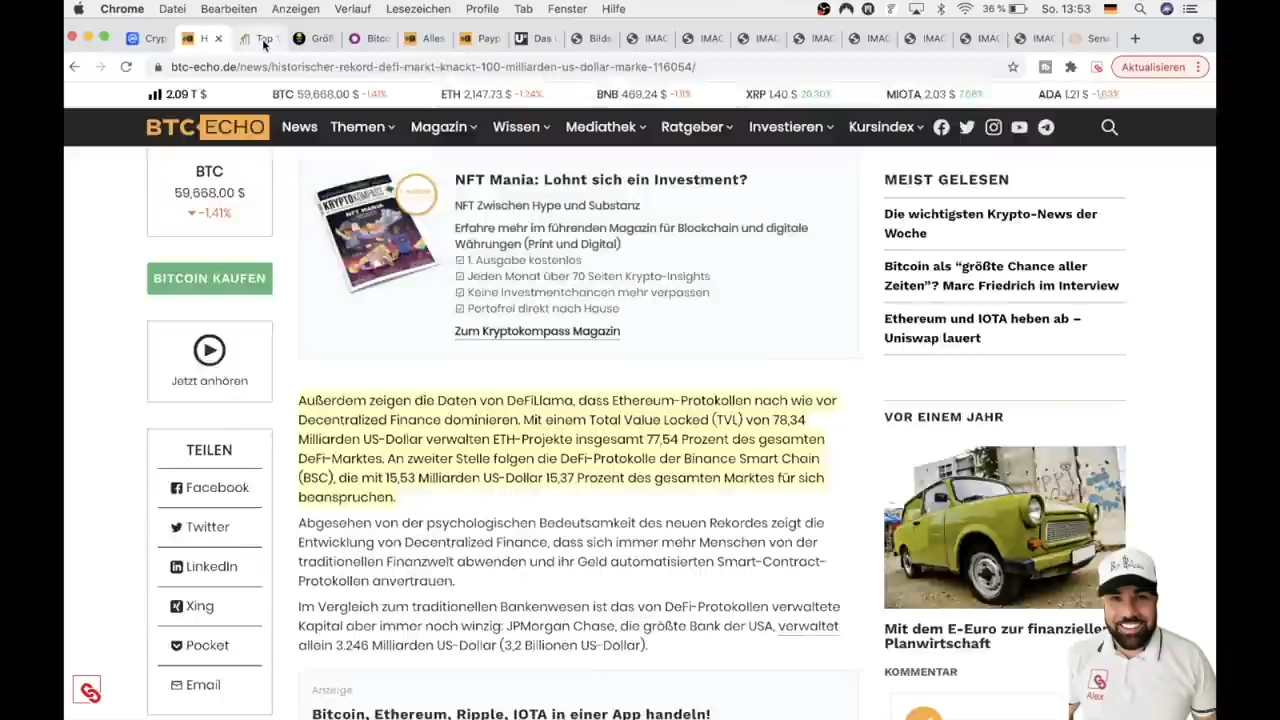 Chrome Datei Bearbeiten Anzeigen Verlauf Lesezeichen Profile Tab Fenster Hilfe 36 % So. 13:53
Cryp H Top Größ Bitco Alles Payp Das Bilds IMAC IMAC IMAC IMAC IMAC IMAC IMAC IMAC Sena
btc-echo.de/news/historischer-rekord-defi-markt-knackt-100-milliarden-us-dollar-marke-116054/ Aktualisieren
2.09 T $ BTC 59,668.00 $ -1.41% ETH 2,147.73 $ -1.24% BNB 469.24 $ -1.11% XRP 1.40 $ 20.30% MIOTA 2.03 $ 7.68% ADA 1.21 $ -1.63%
BTC ECHO News Themen Magazin Wissen Mediathek Ratgeber Investieren Kursindex
BTC
59,668.00 $
-1.41%
BITCOIN KAUFEN
Jetzt anhören
TEILEN
Facebook
Twitter
LinkedIn
Xing
Pocket
Email
KRYPTOKOMPASS
NFT MANIA
NFT Mania: Lohnt sich ein Investment?
NFT Zwischen Hype und Substanz
Erfahre mehr im führenden Magazin für Blockchain und digitale
Währungen (Print und Digital)
☑ 1. Ausgabe kostenlos
☑ Jeden Monat über 70 Seiten Krypto-Insights
☑ Keine Investmentchancen mehr verpassen
☑ Portofrei direkt nach Hause
Zum Kryptokompass Magazin
Außerdem zeigen die Daten von DeFiLlama, dass Ethereum-Protokollen nach wie vor
Decentralized Finance dominieren. Mit einem Total Value Locked (TVL) von 78,34
Milliarden US-Dollar verwalten ETH-Projekte insgesamt 77,54 Prozent des gesamten
DeFi-Marktes. An zweiter Stelle folgen die DeFi-Protokolle der Binance Smart Chain
(BSC), die mit 15,53 Milliarden US-Dollar 15,37 Prozent des gesamten Marktes für sich
beanspruchen.
Abgesehen von der psychologischen Bedeutsamkeit des neuen Rekordes zeigt die
Entwicklung von Decentralized Finance, dass sich immer mehr Menschen von der
traditionellen Finanzwelt abwenden und ihr Geld automatisierten Smart-Contract-
Protokollen anvertrauen.
Im Vergleich zum traditionellen Bankenwesen ist das von DeFi-Protokollen verwaltete
Kapital aber immer noch winzig: JPMorgan Chase, die größte Bank der USA, verwaltet
allein 3.246 Milliarden US-Dollar (3,2 Billionen US-Dollar).
Anzeige
Bitcoin, Ethereum, Ripple, IOTA in einer App handeln!
MEIST GELESEN
Die wichtigsten Krypto-News der
Woche
Bitcoin als “größte Chance aller
Zeiten”? Marc Friedrich im Interview
Ethereum und IOTA heben ab –
Uniswap lauert
VOR EINEM JAHR
Mit dem E-Euro zur finanzieller
Planwirtschaft
KOMMENTAR
Alex